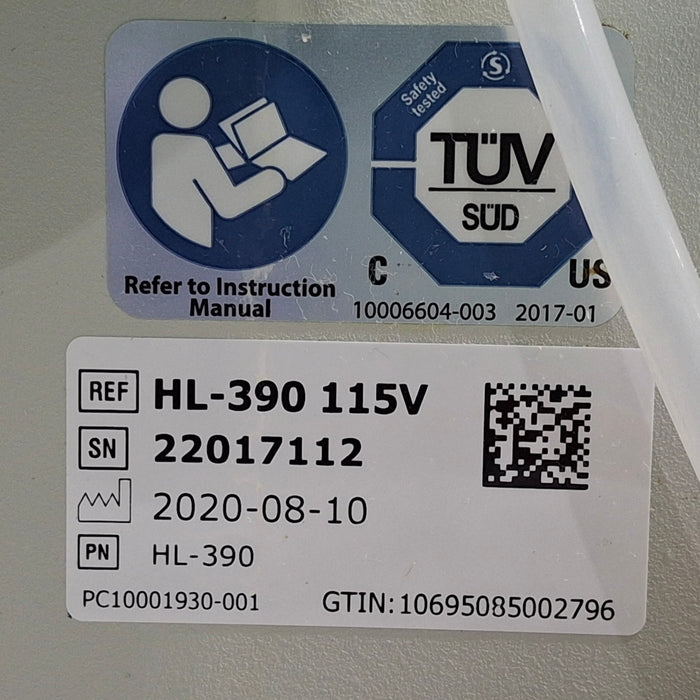 Safety
tested
S
TÜV
SÜD
C US
Refer to Instruction
Manual
10006604-003 2017-01
REF HL-390 115V
SN 22017112
2020-08-10
PN HL-390
PC10001930-001 GTIN: 10695085002796